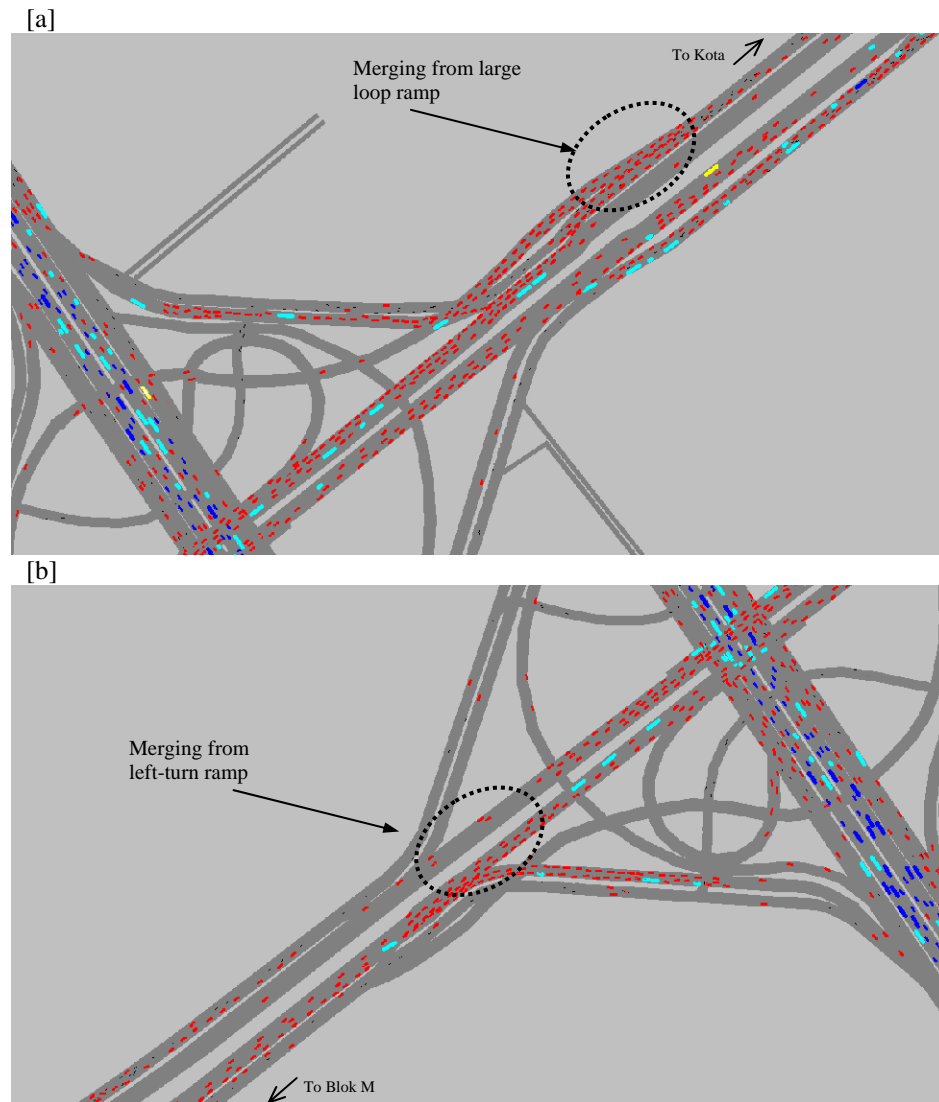 [a]
To Kota
Merging from large
loop ramp
[b]
Merging from
left-turn ramp
To Blok M